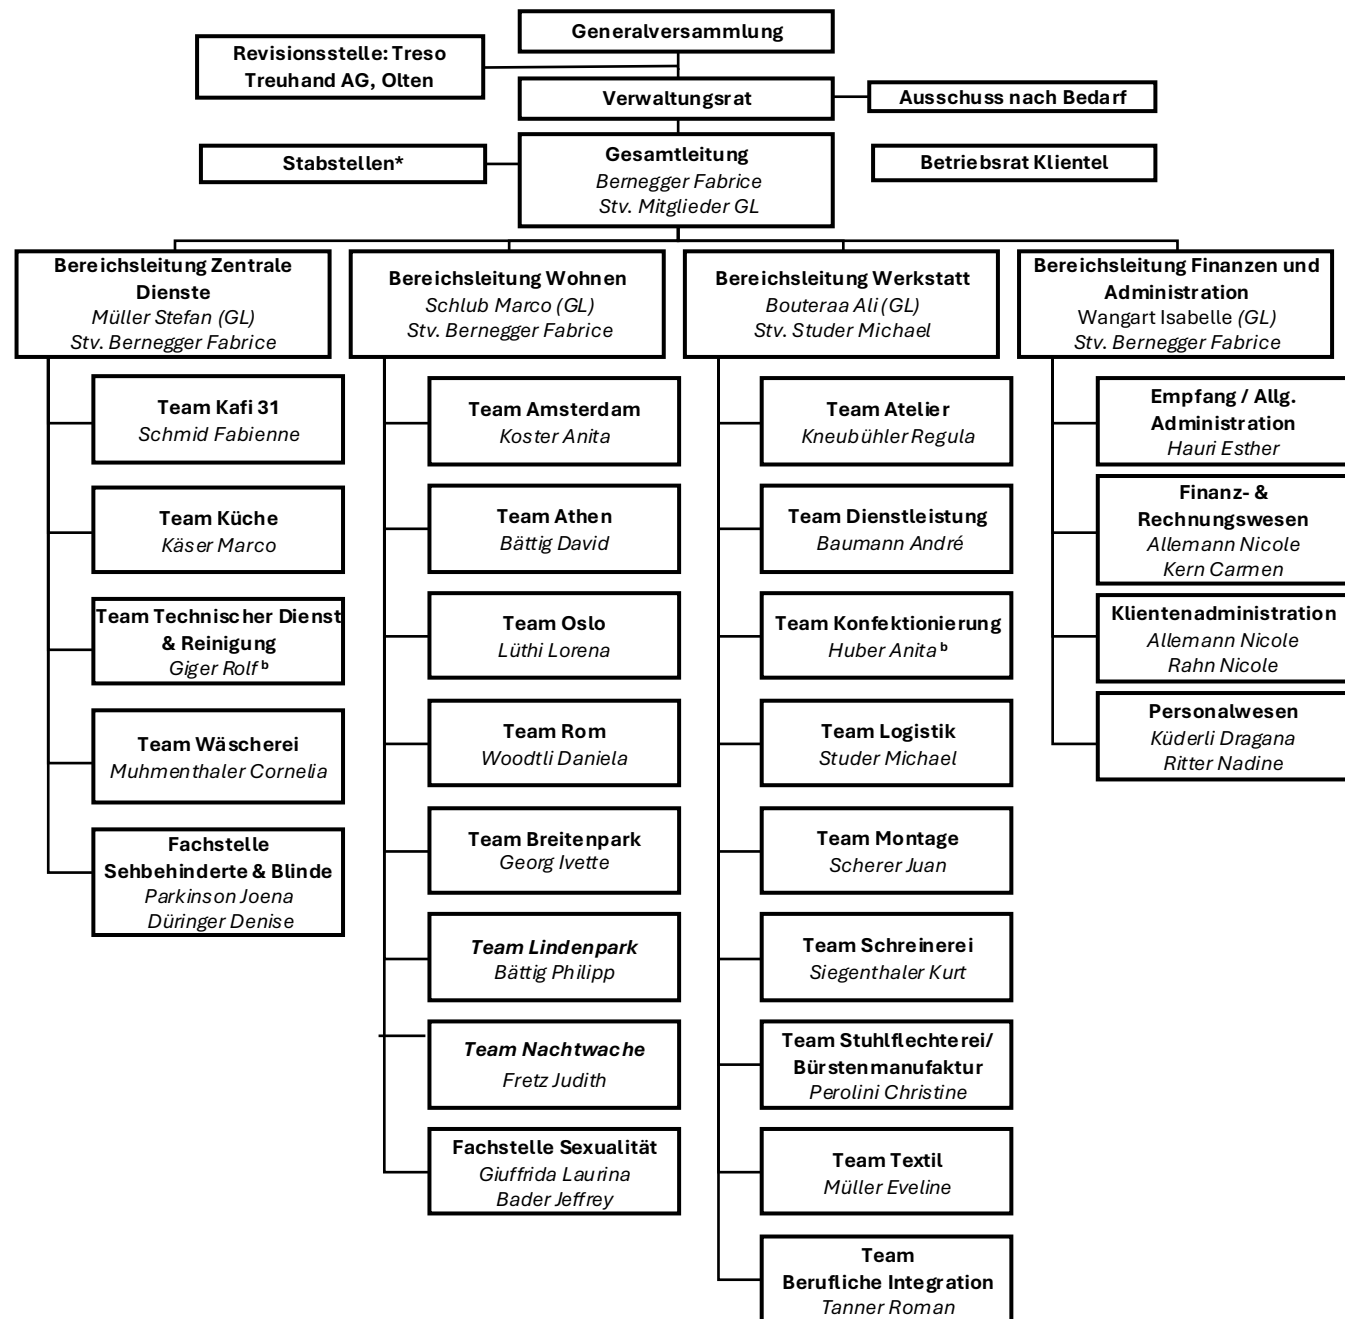 Generalversammlung
Revisionsstelle: Treso
Treuhand AG, Olten
Verwaltungsrat
Ausschuss nach Bedarf
Stabstellen*
Gesamtleitung
Bernegger Fabrice
Stv. Mitglieder GL
Betriebsrat Klientel
Bereichsleitung Zentrale
Dienste
Müller Stefan (GL)
Stv. Bernegger Fabrice
Bereichsleitung Wohnen
Schlub Marco (GL)
Stv. Bernegger Fabrice
Bereichsleitung Werkstatt
Bouteraa Ali (GL)
Stv. Studer Michael
Bereichsleitung Finanzen und
Administration
Wangart Isabelle (GL)
Stv. Bernegger Fabrice
Team Kafi 31
Schmid Fabienne
Team Küche
Käser Marco
Team Technischer Dienst
& Reinigung
Giger Rolf ᵇ
Team Wäscherei
Muhmenthaler Cornelia
Fachstelle
Sehbehinderte & Blinde
Parkinson Joena
Düringer Denise
Team Amsterdam
Koster Anita
Team Athen
Bättig David
Team Oslo
Lüthi Lorena
Team Rom
Woodtli Daniela
Team Breitenpark
Georg Ivette
Team Lindenpark
Bättig Philipp
Team Nachtwache
Fretz Judith
Fachstelle Sexualität
Giuffrida Laurina
Bader Jeffrey
Team Atelier
Kneubühler Regula
Team Dienstleistung
Baumann André
Team Konfektionierung
Huber Anita ᵇ
Team Logistik
Studer Michael
Team Montage
Scherer Juan
Team Schreinerei
Siegenthaler Kurt
Team Stuhlflechterei/
Bürstenmanufaktur
Perolini Christine
Team Textil
Müller Eveline
Team
Berufliche Integration
Tanner Roman
Empfang / Allg.
Administration
Hauri Esther
Finanz- &
Rechnungswesen
Allemann Nicole
Kern Carmen
Klientenadministration
Allemann Nicole
Rahn Nicole
Personalwesen
Küderli Dragana
Ritter Nadine